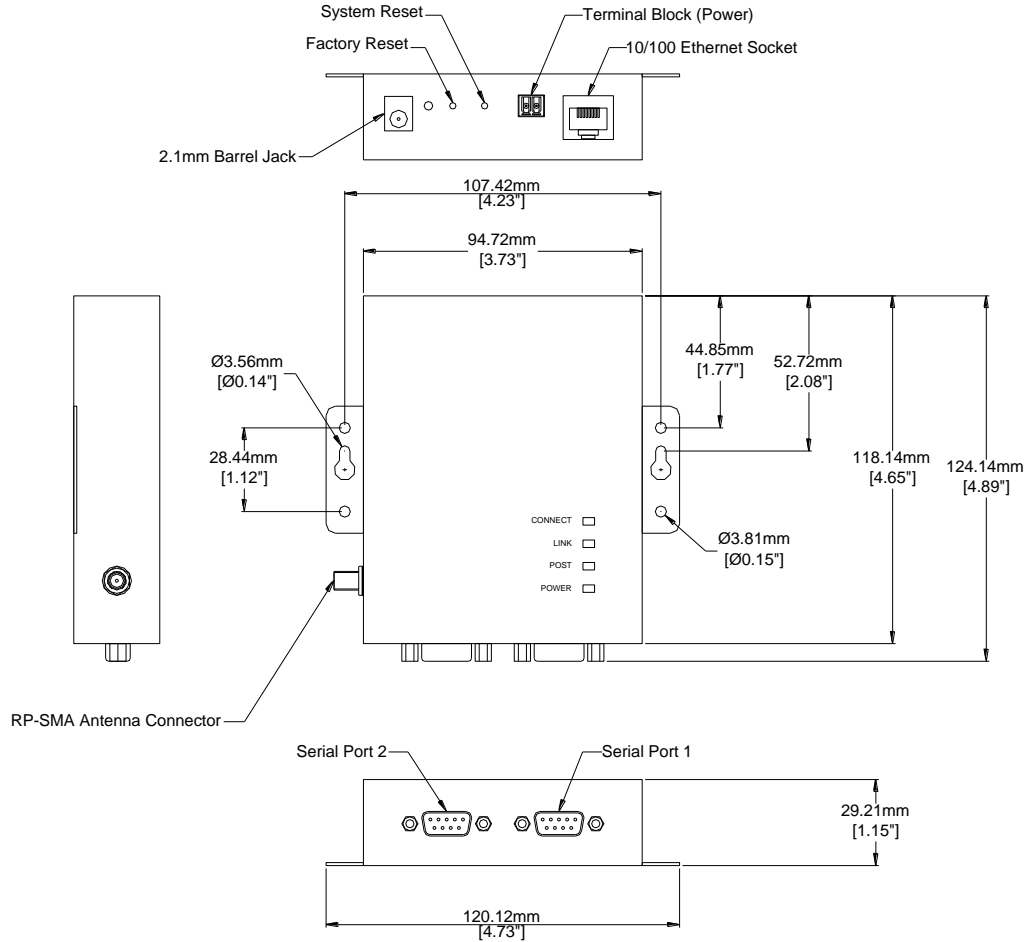 System Reset
Terminal Block (Power)
Factory Reset
10/100 Ethernet Socket
2.1mm Barrel Jack
107.42mm
[4.23"]
94.72mm
[3.73"]
Ø3.56mm
[Ø0.14"]
44.85mm
[1.77"]
52.72mm
[2.08"]
28.44mm
[1.12"]
118.14mm
[4.65"]
124.14mm
[4.89"]
CONNECT
LINK
POST
POWER
Ø3.81mm
[Ø0.15"]
RP-SMA Antenna Connector
Serial Port 2
Serial Port 1
29.21mm
[1.15"]
120.12mm
[4.73"]